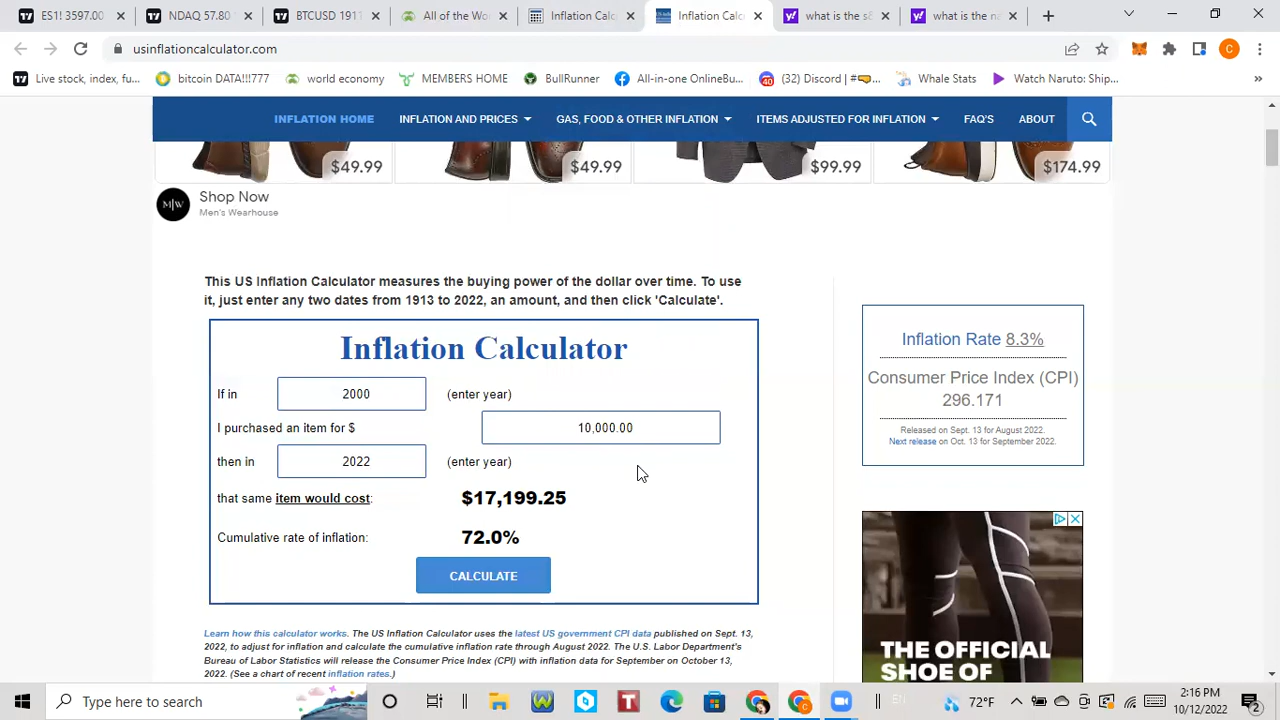 ES1! 3590
NDAQ 57.8
BTCUSD 19
All of the Wo
Inflation Calc
Inflation Calc
what is the s&
what is the na
usinflationcalculator.com
Live stock, index, fu...
bitcoin DATA!!!777
world economy
MEMBERS HOME
BullRunner
All-in-one OnlineBu...
(32) Discord | #
Whale Stats
Watch Naruto: Ship...
»
INFLATION HOME
INFLATION AND PRICES
GAS, FOOD & OTHER INFLATION
ITEMS ADJUSTED FOR INFLATION
FAQ'S
ABOUT
$49.99
$49.99
$99.99
$174.99
M|W
Shop Now
Men's Wearhouse
This US Inflation Calculator measures the buying power of the dollar over time. To use
it, just enter any two dates from 1913 to 2022, an amount, and then click 'Calculate'.
Inflation Calculator
If in 2000 (enter year)
I purchased an item for $ 10,000.00
then in 2022 (enter year)
that same item would cost: $17,199.25
Cumulative rate of inflation: 72.0%
CALCULATE
Learn how this calculator works. The US Inflation Calculator uses the latest US government CPI data published on Sept. 13,
2022, to adjust for inflation and calculate the cumulative inflation rate through August 2022. The U.S. Labor Department's
Bureau of Labor Statistics will release the Consumer Price Index (CPI) with inflation data for September on October 13,
2022. (See a chart of recent inflation rates.)
Inflation Rate 8.3%
Consumer Price Index (CPI)
296.171
Released on Sept. 13 for August 2022.
Next release on Oct. 13 for September 2022.
THE OFFICIAL
SHOE OF
Type here to search
72°F
EN
2:16 PM
10/12/2022
2